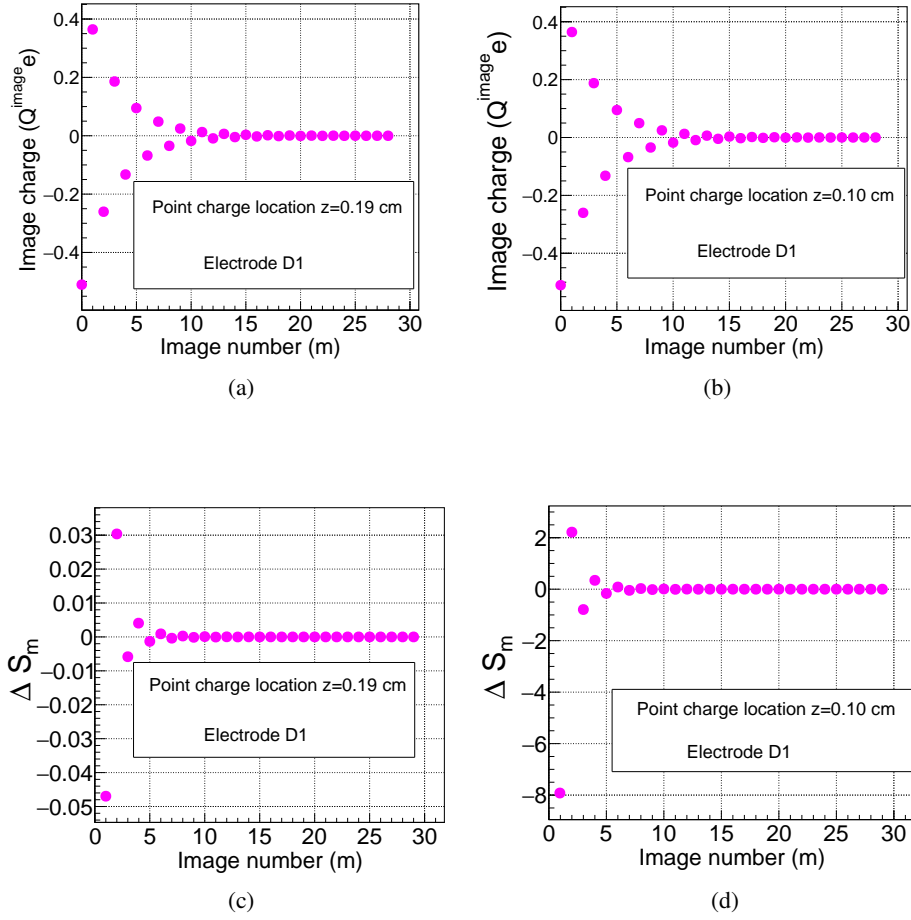 0.4
0.2
0
−0.2
−0.4
Image charge (Q^image e)
Point charge location z=0.19 cm
Electrode D1
0 5 10 15 20 25 30
Image number (m)
(a)
0.4
0.2
0
−0.2
−0.4
Image charge (Q^image e)
Point charge location z=0.10 cm
Electrode D1
0 5 10 15 20 25 30
Image number (m)
(b)
0.03
0.02
0.01
0
−0.01
−0.02
−0.03
−0.04
−0.05
Δ S_m
Point charge location z=0.19 cm
Electrode D1
0 5 10 15 20 25 30
Image number (m)
(c)
2
0
−2
−4
−6
−8
Δ S_m
Point charge location z=0.10 cm
Electrode D1
0 5 10 15 20 25 30
Image number (m)
(d)